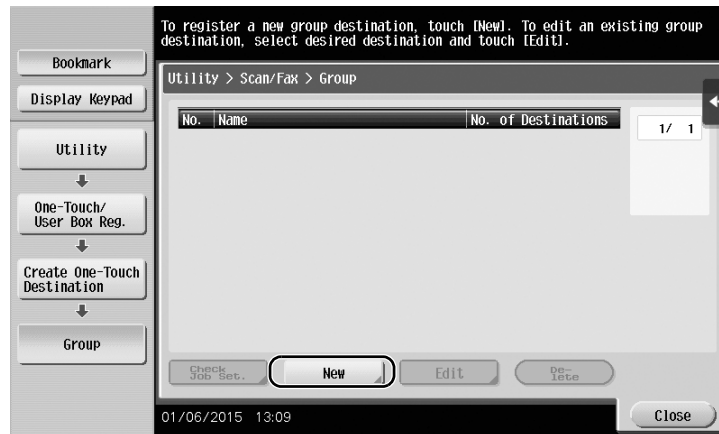 To register a new group destination, touch [New]. To edit an existing group
destination, select desired destination and touch [Edit].
Bookmark
Display Keypad
Utility
One-Touch/
User Box Reg.
Create One-Touch
Destination
Group
Utility > Scan/Fax > Group
No. Name No. of Destinations
1/ 1
Check
Job Set.
New
Edit
De-
lete
01/06/2015 13:09
Close